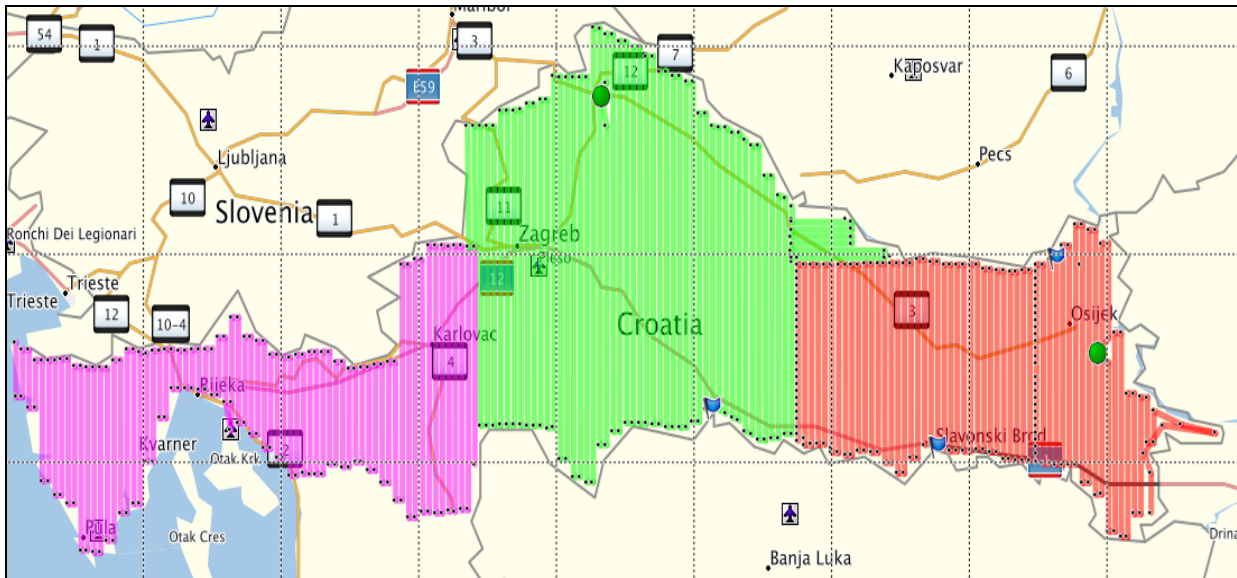 Maribor
54
1
3
7
12
Kaposvar
6
E59
Ljubljana
Pecs
10
11
Slovenia
1
Ronchi Dei Legionari
Zagreb
Pleso
12
Trieste
Trieste
12
10-4
Croatia
3
Osijek
Karlovac
4
Rijeka
Kvarner
2
Otak Krk
Slavonski Brod
Pula
Otak Cres
Drina
Banja Luka